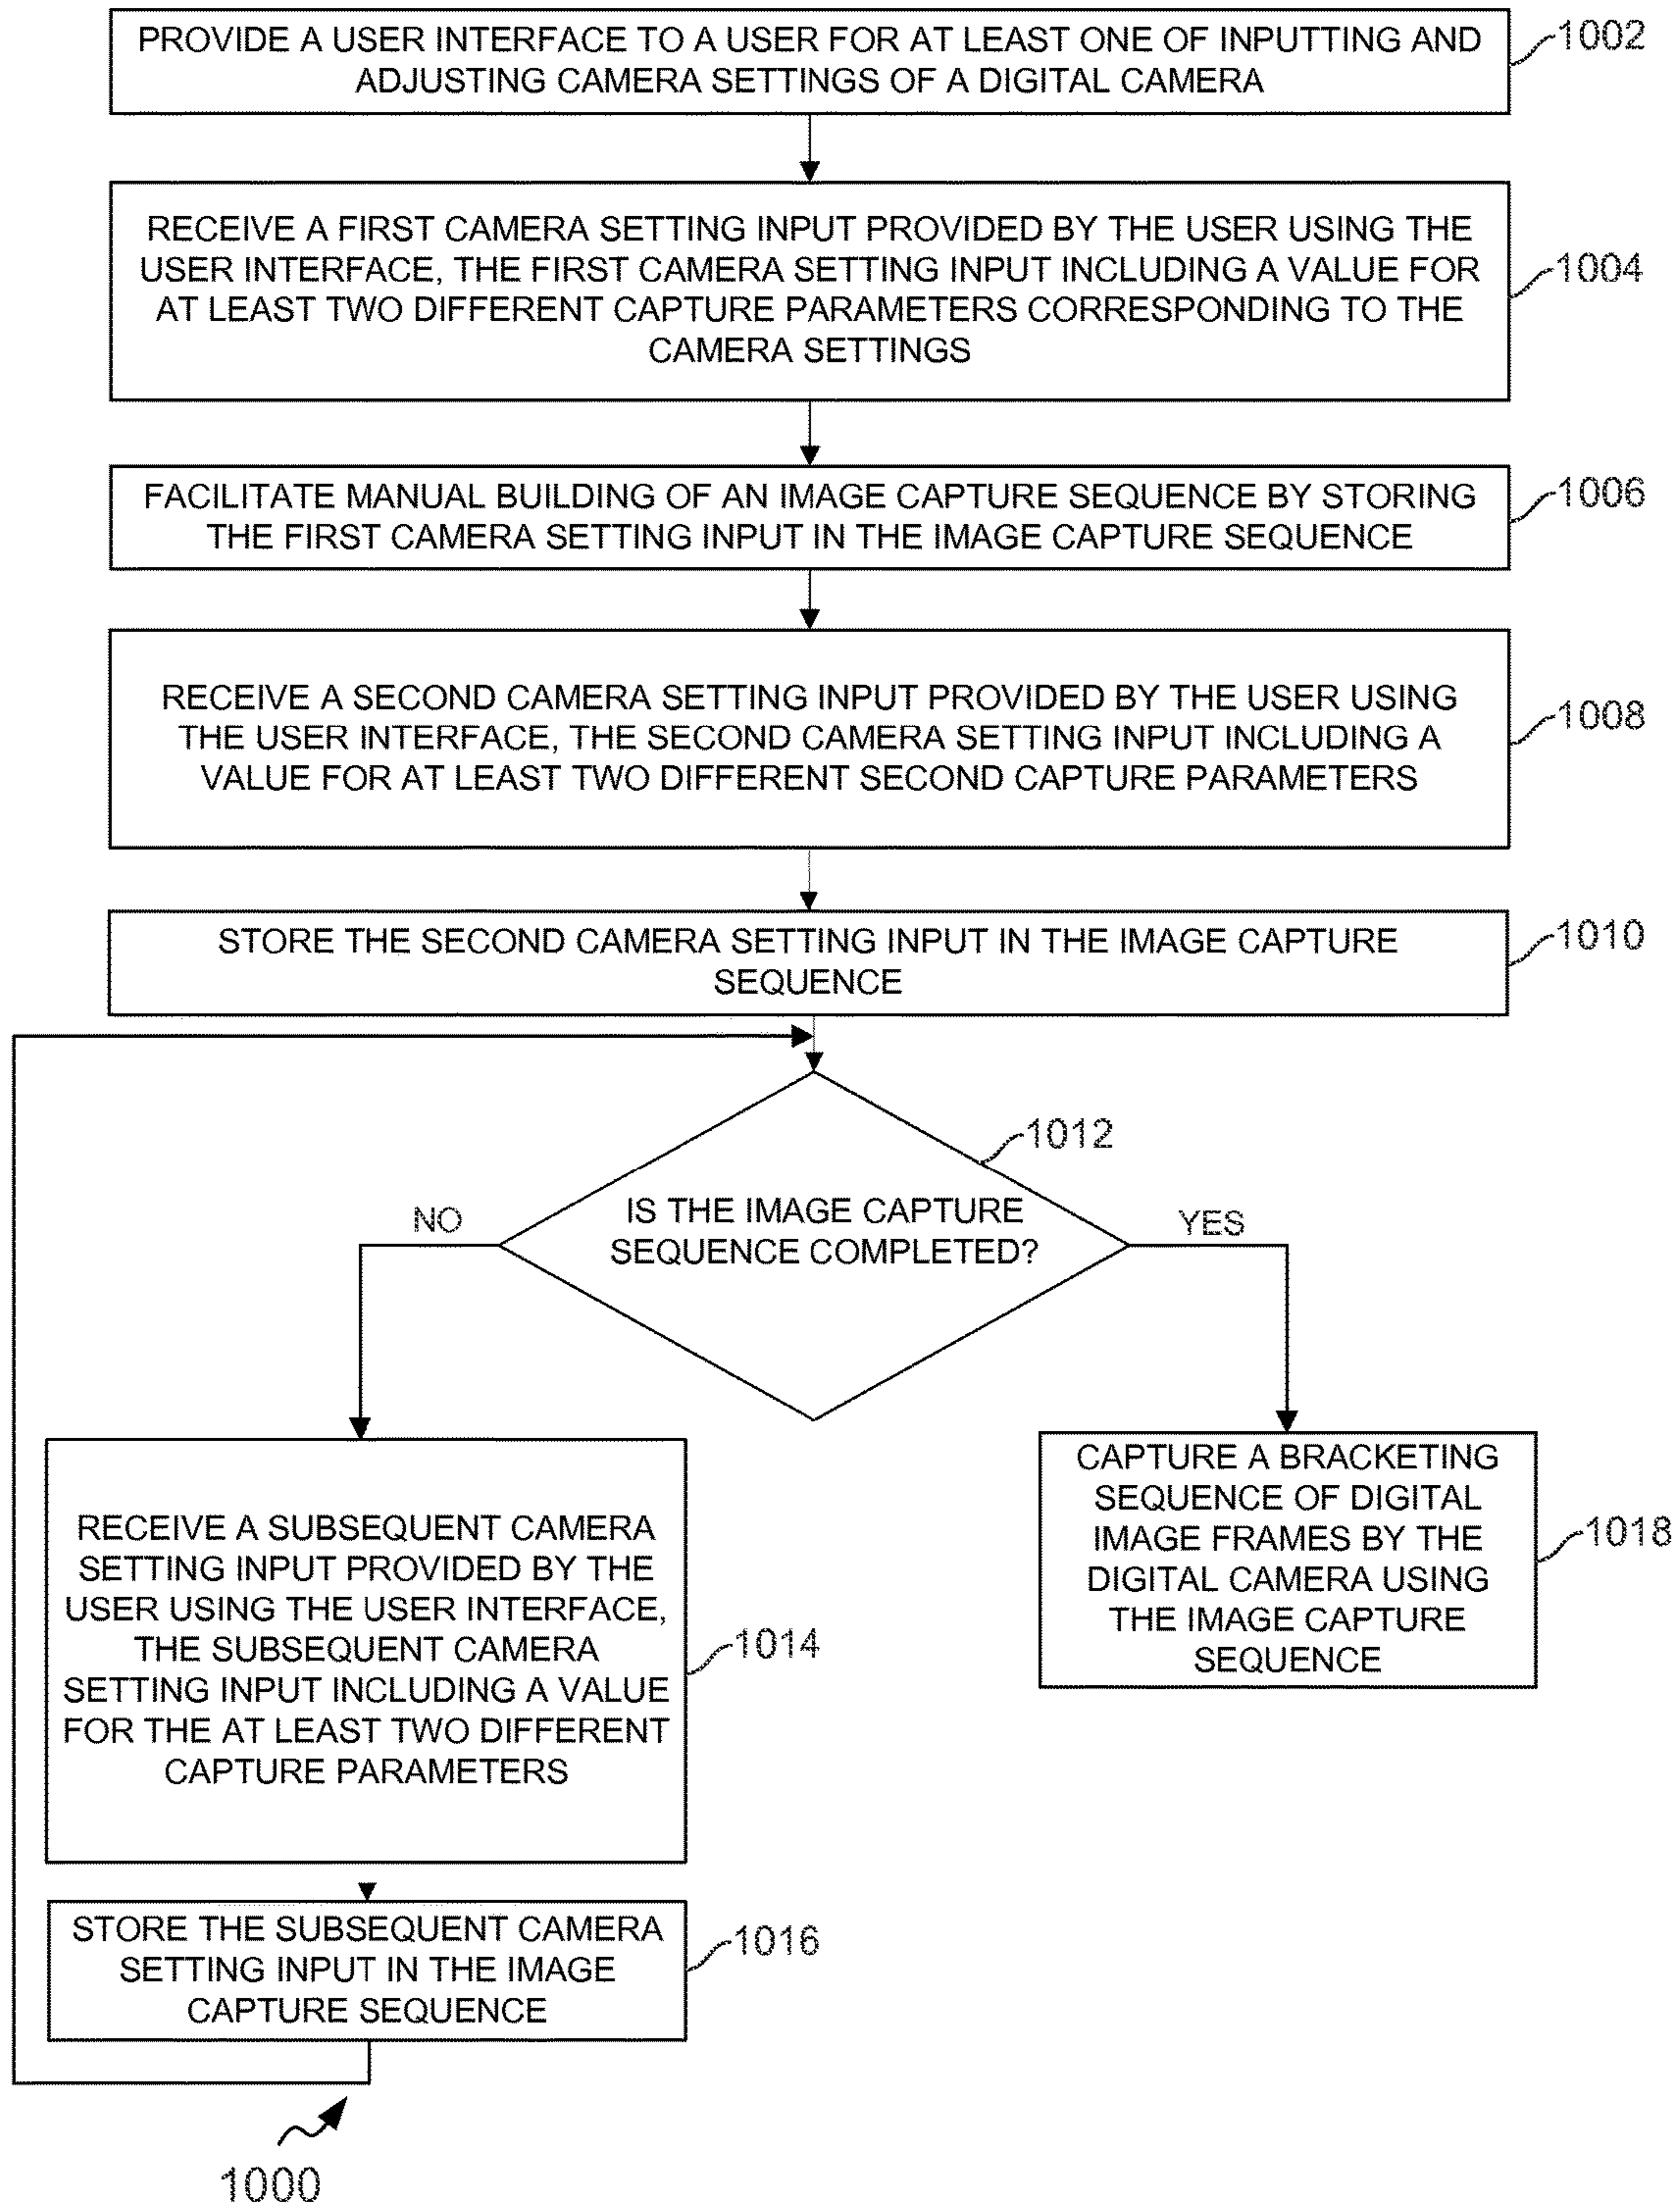 PROVIDE A USER INTERFACE TO A USER FOR AT LEAST ONE OF INPUTTING AND
ADJUSTING CAMERA SETTINGS OF A DIGITAL CAMERA
1002
RECEIVE A FIRST CAMERA SETTING INPUT PROVIDED BY THE USER USING THE
USER INTERFACE, THE FIRST CAMERA SETTING INPUT INCLUDING A VALUE FOR
AT LEAST TWO DIFFERENT CAPTURE PARAMETERS CORRESPONDING TO THE
CAMERA SETTINGS
1004
FACILITATE MANUAL BUILDING OF AN IMAGE CAPTURE SEQUENCE BY STORING
THE FIRST CAMERA SETTING INPUT IN THE IMAGE CAPTURE SEQUENCE
1006
RECEIVE A SECOND CAMERA SETTING INPUT PROVIDED BY THE USER USING
THE USER INTERFACE, THE SECOND CAMERA SETTING INPUT INCLUDING A
VALUE FOR AT LEAST TWO DIFFERENT SECOND CAPTURE PARAMETERS
1008
STORE THE SECOND CAMERA SETTING INPUT IN THE IMAGE CAPTURE
SEQUENCE
1010
1012
IS THE IMAGE CAPTURE
SEQUENCE COMPLETED?
NO
YES
RECEIVE A SUBSEQUENT CAMERA
SETTING INPUT PROVIDED BY THE
USER USING THE USER INTERFACE,
THE SUBSEQUENT CAMERA
SETTING INPUT INCLUDING A VALUE
FOR THE AT LEAST TWO DIFFERENT
CAPTURE PARAMETERS
1014
CAPTURE A BRACKETING
SEQUENCE OF DIGITAL
IMAGE FRAMES BY THE
DIGITAL CAMERA USING
THE IMAGE CAPTURE
SEQUENCE
1018
STORE THE SUBSEQUENT CAMERA
SETTING INPUT IN THE IMAGE
CAPTURE SEQUENCE
1016
1000